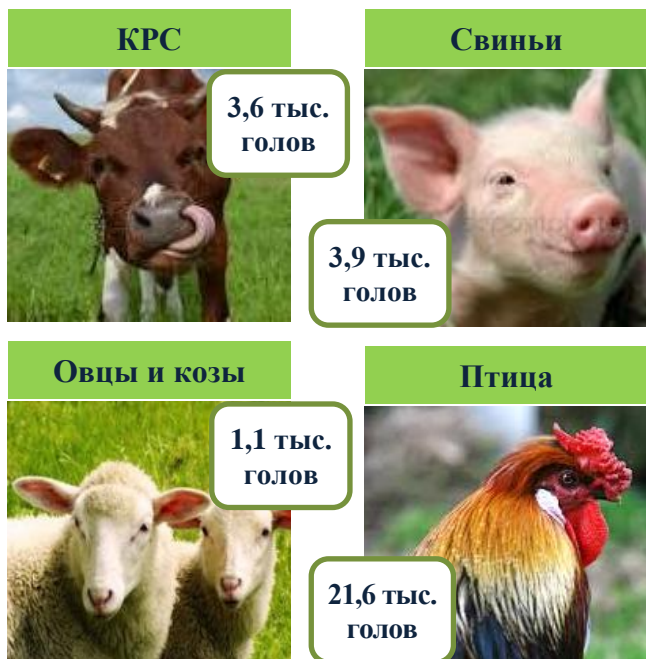 КРС
3,6 тыс.
голов
Свиньи
3,9 тыс.
голов
Овцы и козы
1,1 тыс.
голов
Птица
21,6 тыс.
голов